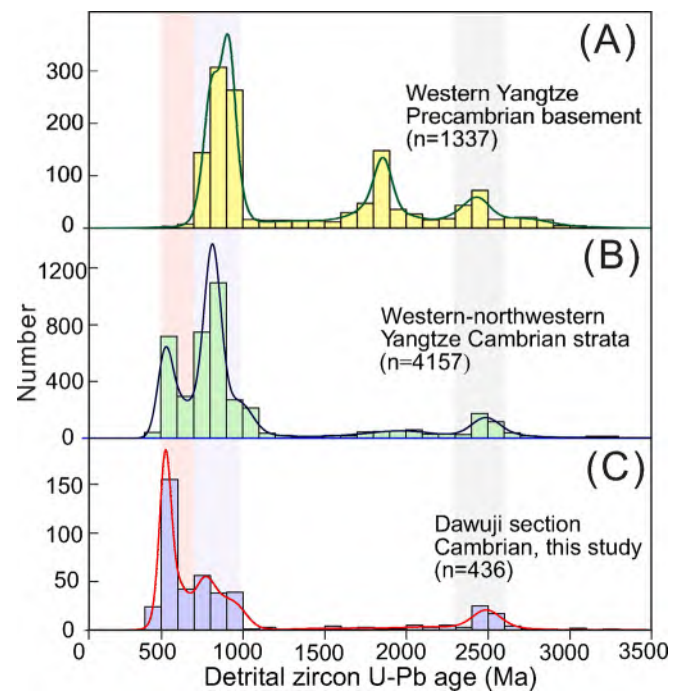 (A)
300
200
100
0
Western Yangtze
Precambrian basement
(n=1337)
(B)
1200
800
400
0
Western-northwestern
Yangtze Cambrian strata
(n=4157)
Number
(C)
150
100
50
0
Dawuji section
Cambrian, this study
(n=436)
0 500 1000 1500 2000 2500 3000 3500
Detrital zircon U-Pb age (Ma)